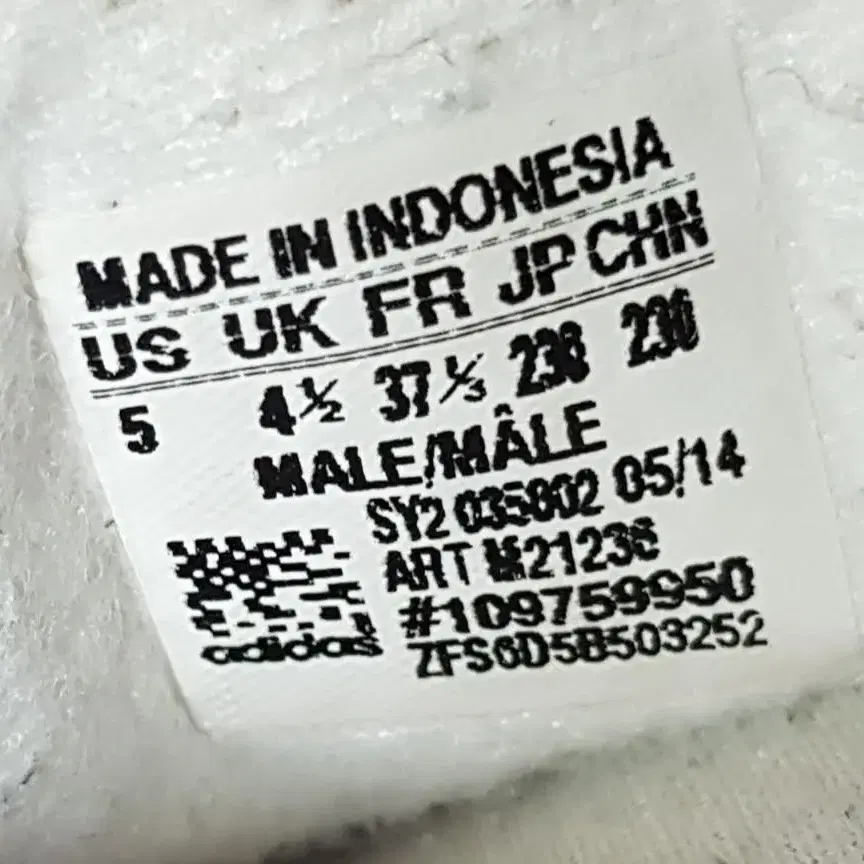 MADE IN INDONESIA
US UK FR JP CHN
5 4½ 37⅓ 230 230
MALE/MÂLE
SY2 035802 05/14
ART M21236
#109759950
ZFS6D5B503252
adidas